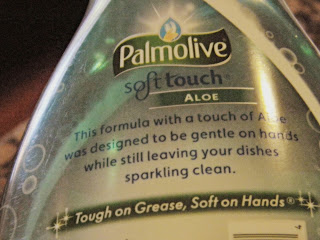 Palmolive
soft touch®
ALOE
This formula with a touch of Aloe
was designed to be gentle on hands
while still leaving your dishes
sparkling clean.
Tough on Grease, Soft on Hands®